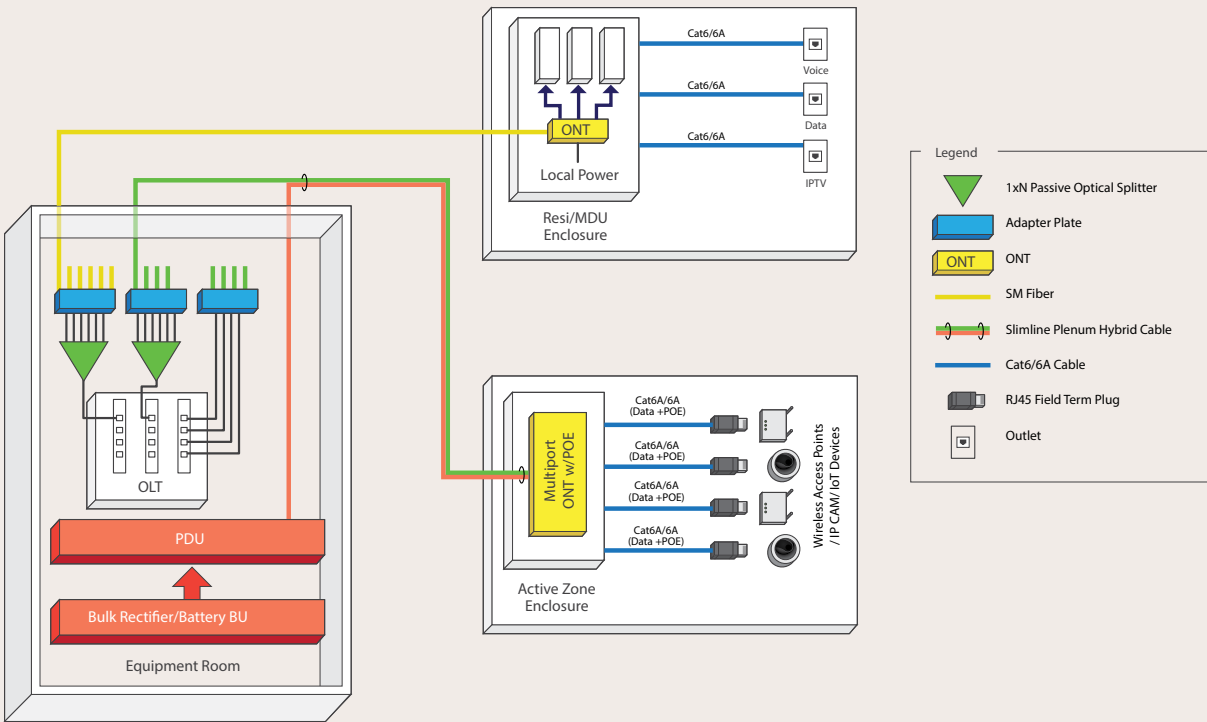 Cat6/6A
Voice
Cat6/6A
Data
Cat6/6A
IPTV
ONT
Local Power
Resi/MDU
Enclosure
OLT
PDU
Bulk Rectifier/Battery BU
Equipment Room
Multiport
ONT w/POE
Active Zone
Enclosure
Cat6A/6A
(Data +POE)
Cat6A/6A
(Data +POE)
Cat6A/6A
(Data +POE)
Cat6A/6A
(Data +POE)
Wireless Access Points
/ IP CAM/ IoT Devices
Legend
1xN Passive Optical Splitter
Adapter Plate
ONT
ONT
SM Fiber
Slimline Plenum Hybrid Cable
Cat6/6A Cable
RJ45 Field Term Plug
Outlet